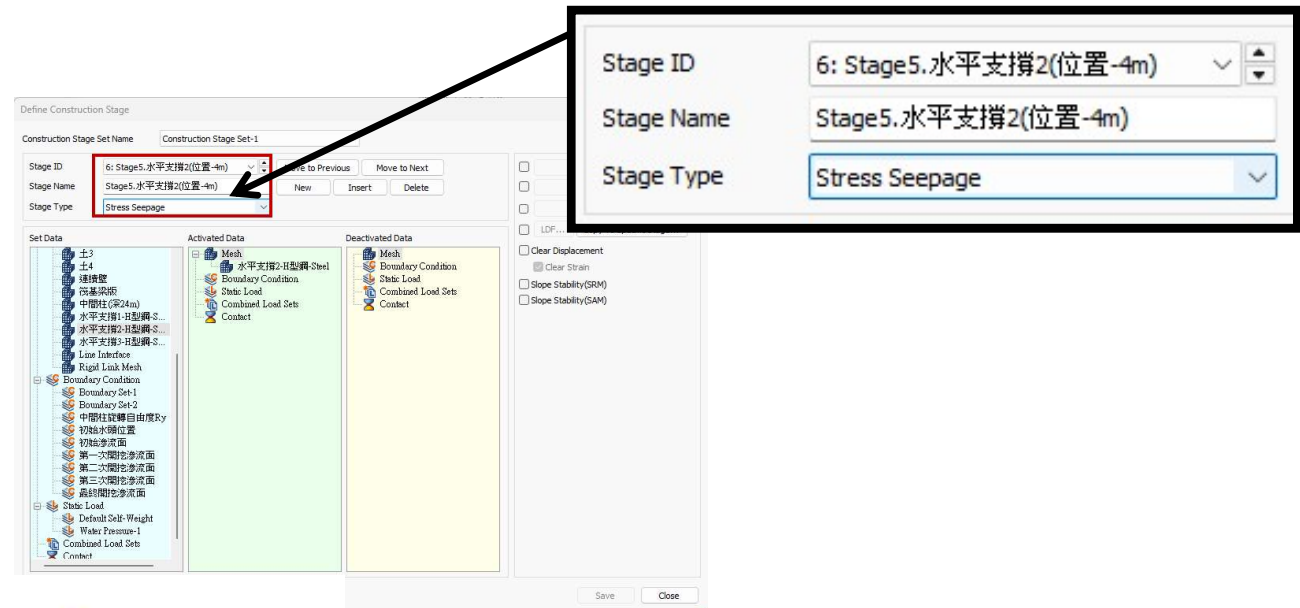 Stage ID
6: Stage5.水平支撐2(位置-4m)
Stage Name
Stage5.水平支撐2(位置-4m)
Stage Type
Stress Seepage
Define Construction Stage
Construction Stage Set Name
Construction Stage Set-1
Stage ID
6: Stage5.水平支撐2(位置-4m)
Move to Previous
Move to Next
Stage Name
Stage5.水平支撐2(位置-4m)
New
Insert
Delete
Stage Type
Stress Seepage
LDF...
Set Data
土3
土4
連續壁
筏基梁版
中間柱(深24m)
水平支撐1-H型鋼-S...
水平支撐2-H型鋼-S...
水平支撐3-H型鋼-S...
Line Interface
Rigid Link Mesh
Boundary Condition
Boundary Set-1
Boundary Set-2
中間柱旋轉自由度Ry
初始水頭位置
初始滲流面
第一次開挖滲流面
第二次開挖滲流面
第三次開挖滲流面
最終開挖滲流面
Static Load
Default Self-Weight
Water Pressure-1
Combined Load Sets
Contact
Activated Data
Mesh
水平支撐2-H型鋼-Steel
Boundary Condition
Static Load
Combined Load Sets
Contact
Deactivated Data
Mesh
Boundary Condition
Static Load
Combined Load Sets
Contact
Clear Displacement
Clear Strain
Slope Stability(SRM)
Slope Stability(SAM)
Save
Close